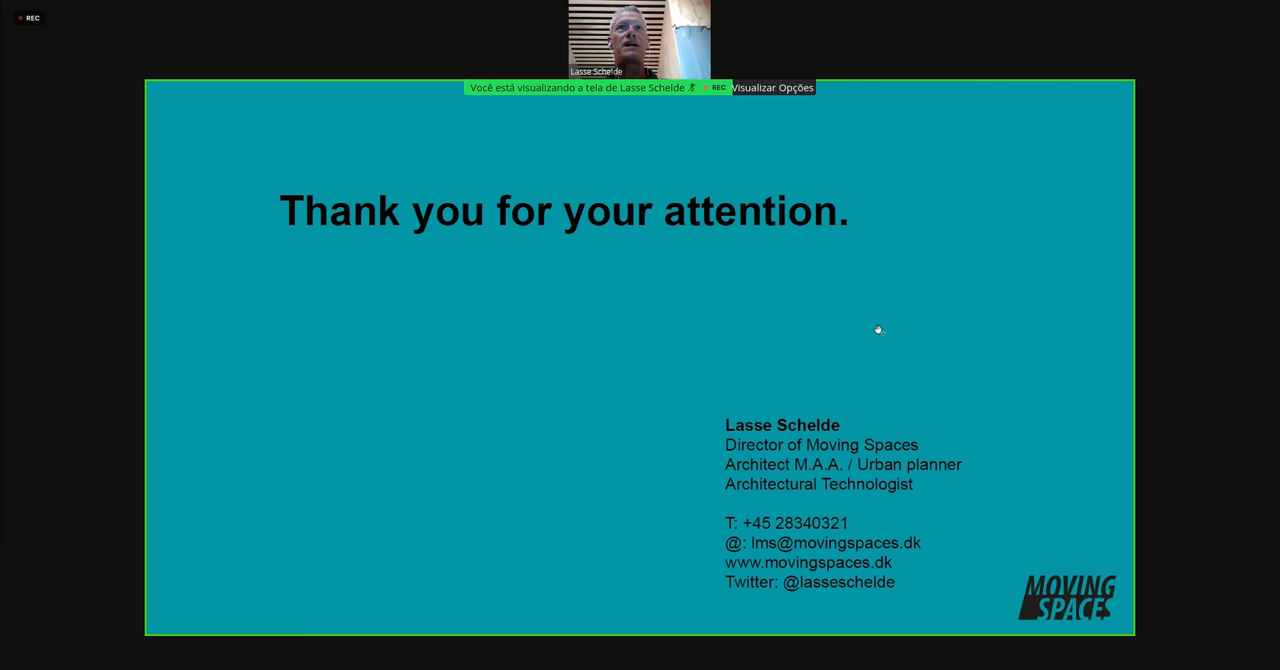 REC
Lasse Schelde
Você está visualizando a tela de Lasse Schelde REC Visualizar Opções
Thank you for your attention.
Lasse Schelde
Director of Moving Spaces
Architect M.A.A. / Urban planner
Architectural Technologist
T: +45 28340321
@: lms@movingspaces.dk
www.movingspaces.dk
Twitter: @lasseschelde
MOVING
SPACES